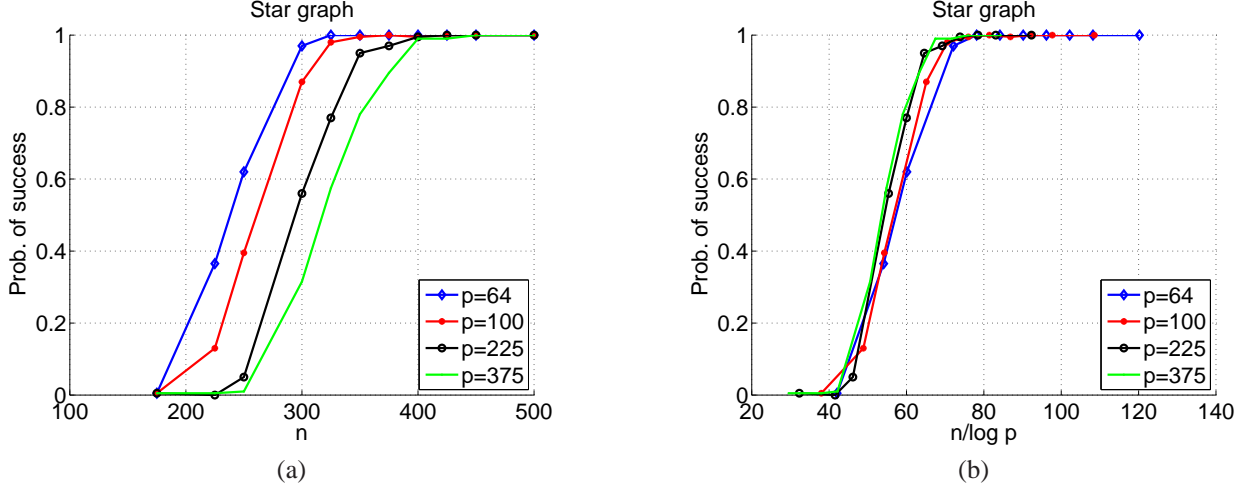 Star graph
1
0.8
0.6
0.4
0.2
0
100
200
300
400
500
Prob. of success
n
p=64
p=100
p=225
p=375
(a)
Star graph
1
0.8
0.6
0.4
0.2
0
20
40
60
80
100
120
140
Prob. of success
n/log p
p=64
p=100
p=225
p=375
(b)